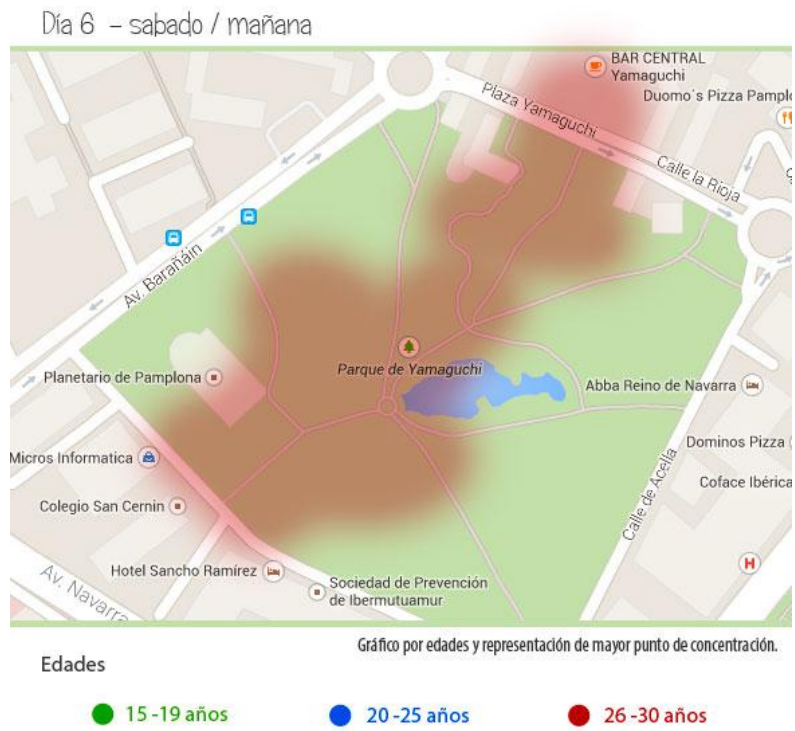 Día 6 - sabado / mañana
BAR CENTRAL
Yamaguchi
Duomo's Pizza Pamplo
Plaza Yamaguchi
Calle la Rioja
Av. Barañáin
Parque de Yamaguchi
Planetario de Pamplona
Abba Reino de Navarra
Micros Informatica
Dominos Pizza
Coface Ibérica
Colegio San Cernin
Calle de Acella
Hotel Sancho Ramírez
H
Av. Navarra
Sociedad de Prevención
de Ibermutuamur
Gráfico por edades y representación de mayor punto de concentración.
Edades
15 -19 años
20 -25 años
26 -30 años